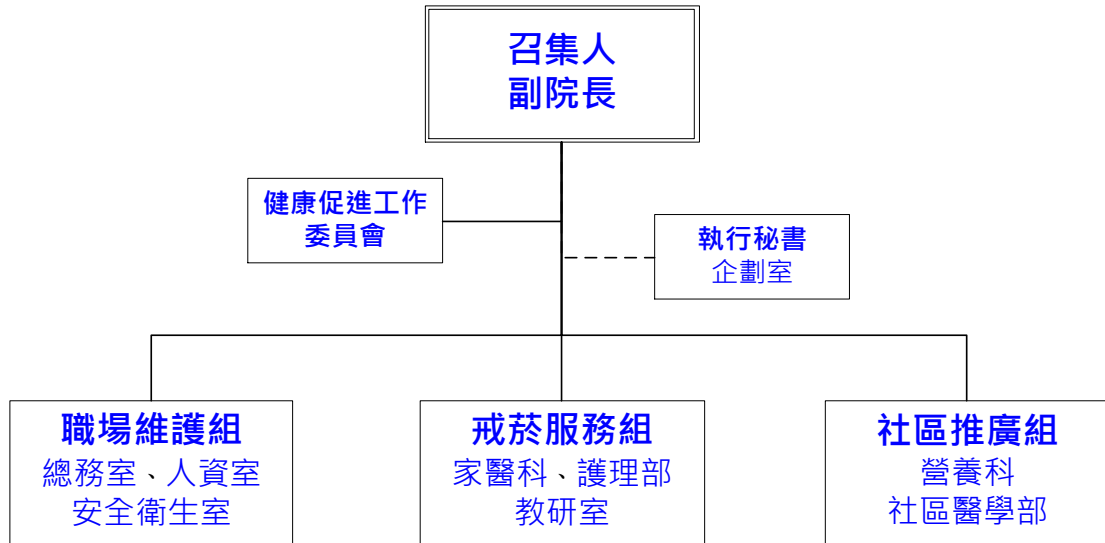 召集人
副院長
健康促進工作
委員會
執行秘書
企劃室
職場維護組
總務室、人資室
安全衛生室
戒菸服務組
家醫科、護理部
教研室
社區推廣組
營養科
社區醫學部